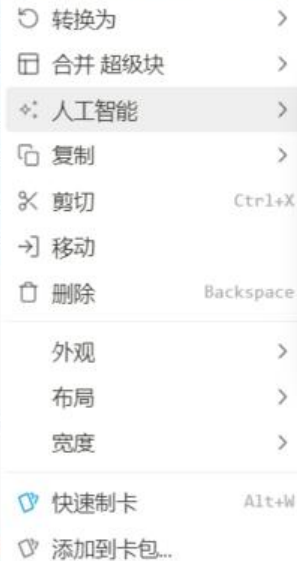 转换为
合并 超级块
人工智能
复制
剪切 Ctrl+X
移动
删除 Backspace
外观
布局
宽度
快速制卡 Alt+W
添加到卡包...